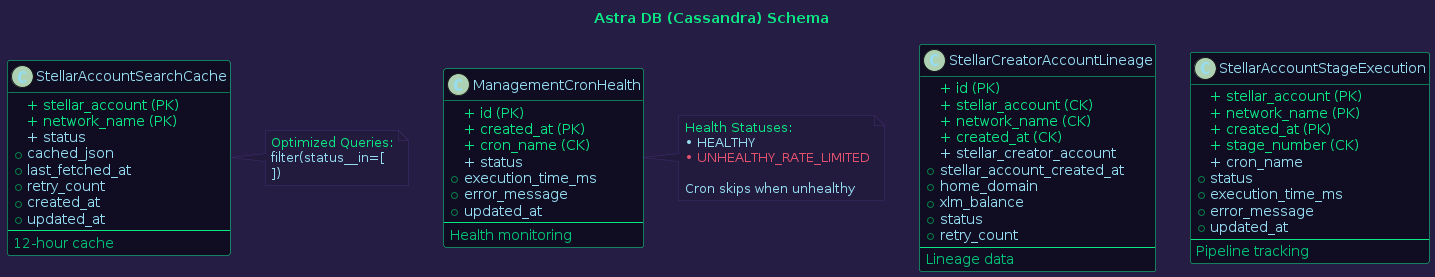 Astra DB (Cassandra) Schema
C StellarAccountSearchCache
+ stellar_account (PK)
+ network_name (PK)
+ status
cached_json
last_fetched_at
retry_count
created_at
updated_at
12-hour cache
Optimized Queries:
filter(status__in=[
])
C ManagementCronHealth
+ id (PK)
+ created_at (PK)
+ cron_name (CK)
+ status
execution_time_ms
error_message
updated_at
Health monitoring
Health Statuses:
• HEALTHY
• UNHEALTHY_RATE_LIMITED
Cron skips when unhealthy
C StellarCreatorAccountLineage
+ id (PK)
+ stellar_account (CK)
+ network_name (CK)
+ created_at (CK)
+ stellar_creator_account
stellar_account_created_at
home_domain
xlm_balance
status
retry_count
Lineage data
C StellarAccountStageExecution
+ stellar_account (PK)
+ network_name (PK)
+ created_at (PK)
+ stage_number (CK)
+ cron_name
status
execution_time_ms
error_message
updated_at
Pipeline tracking